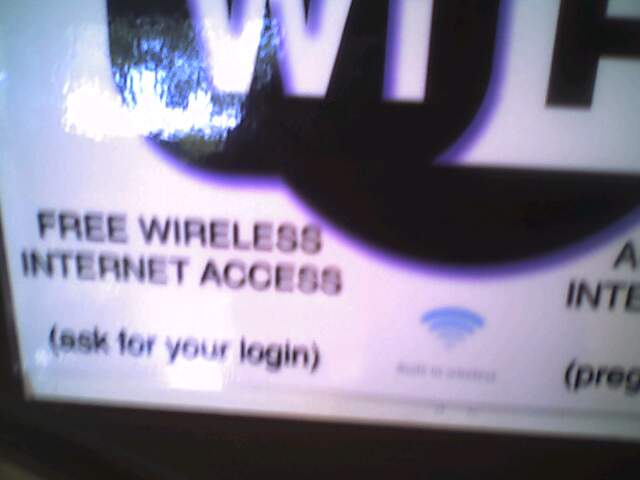 WI F
FREE WIRELESS
INTERNET ACCESS
(ask for your login)
A
INTE
(preg